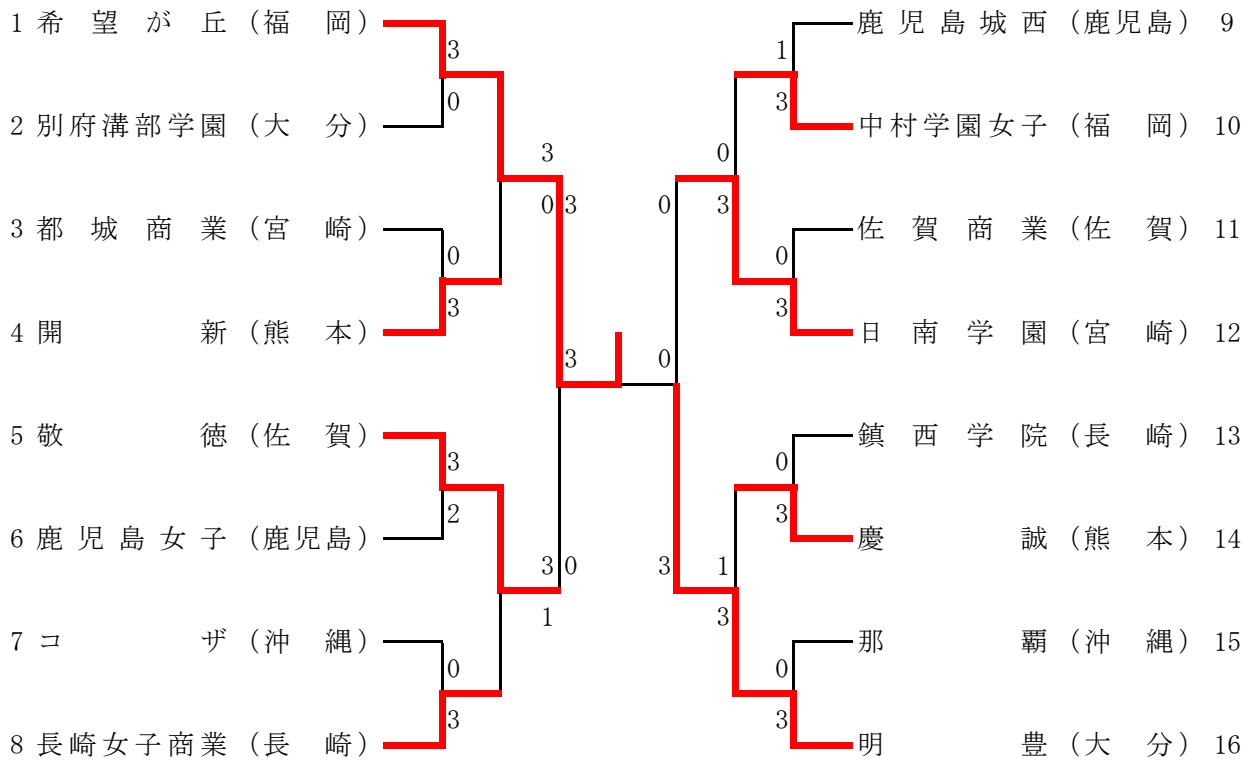 1 希望が丘（福岡）
3
0
2 別府溝部学園（大分）
3
0 3
3 都城商業（宮崎）
0
3
4 開新（熊本）
3
5 敬徳（佐賀）
3
2
6 鹿児島女子（鹿児島）
3 0
1
7 コザ（沖縄）
0
3
8 長崎女子商業（長崎）
鹿児島城西（鹿児島） 9
1
3
中村学園女子（福岡） 10
0
0 3
佐賀商業（佐賀） 11
0
3
日南学園（宮崎） 12
0
鎮西学院（長崎） 13
0
3
慶誠（熊本） 14
3 1
3
那覇（沖縄） 15
0
3
明豊（大分） 16